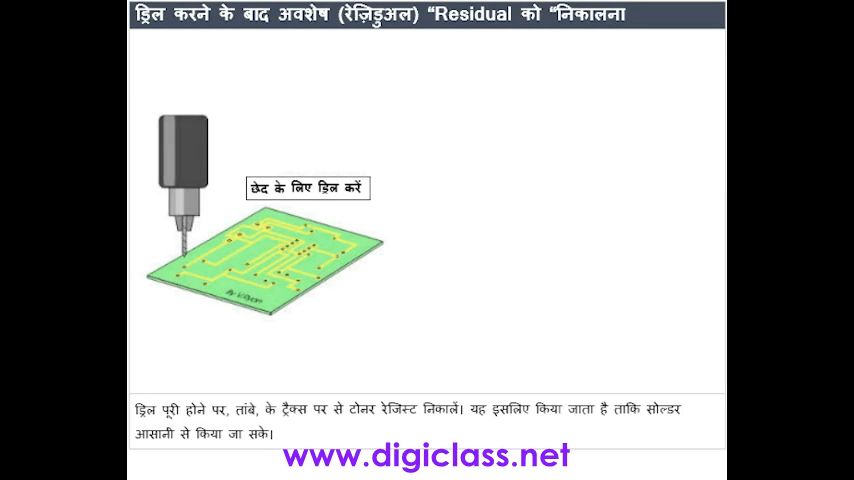 ड्रिल करने के बाद अवशेष (रेज़िडुअल) “Residual को “निकालना
छेद के लिए ड्रिल करें
ड्रिल पूरी होने पर, तांबे, के ट्रैक्स पर से टोनर रेजिस्ट निकालें। यह इसलिए किया जाता है ताकि सोल्डर
आसानी से किया जा सके।
www.digiclass.net